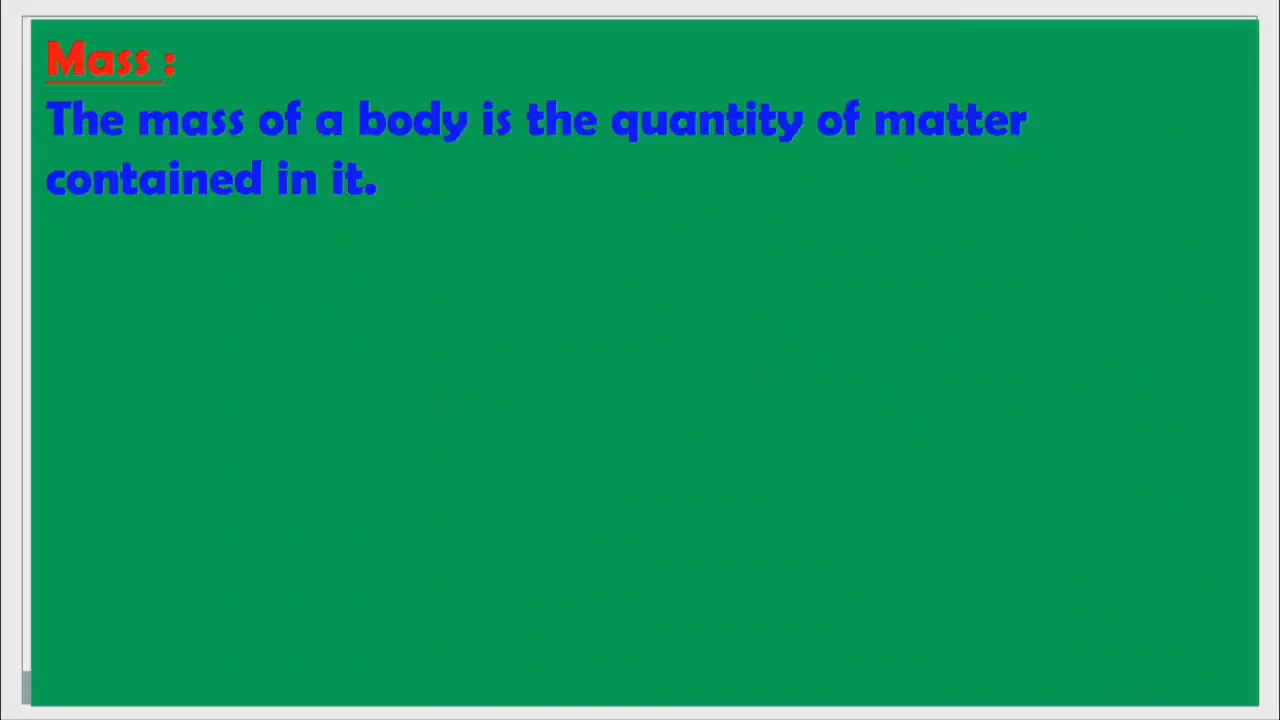 Mass :
The mass of a body is the quantity of matter
contained in it.